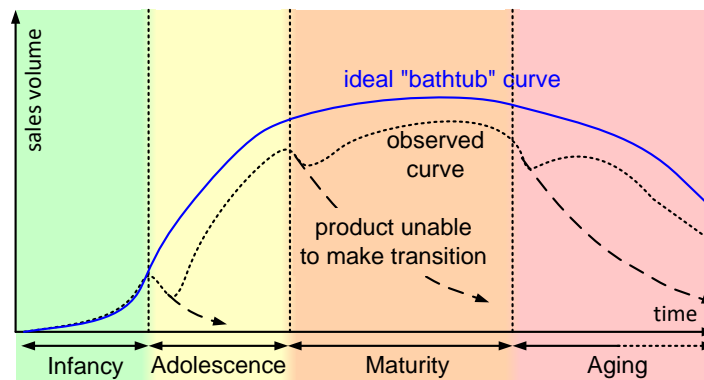 sales volume
ideal "bathtub" curve
observed
curve
product unable
to make transition
time
Infancy
Adolescence
Maturity
Aging